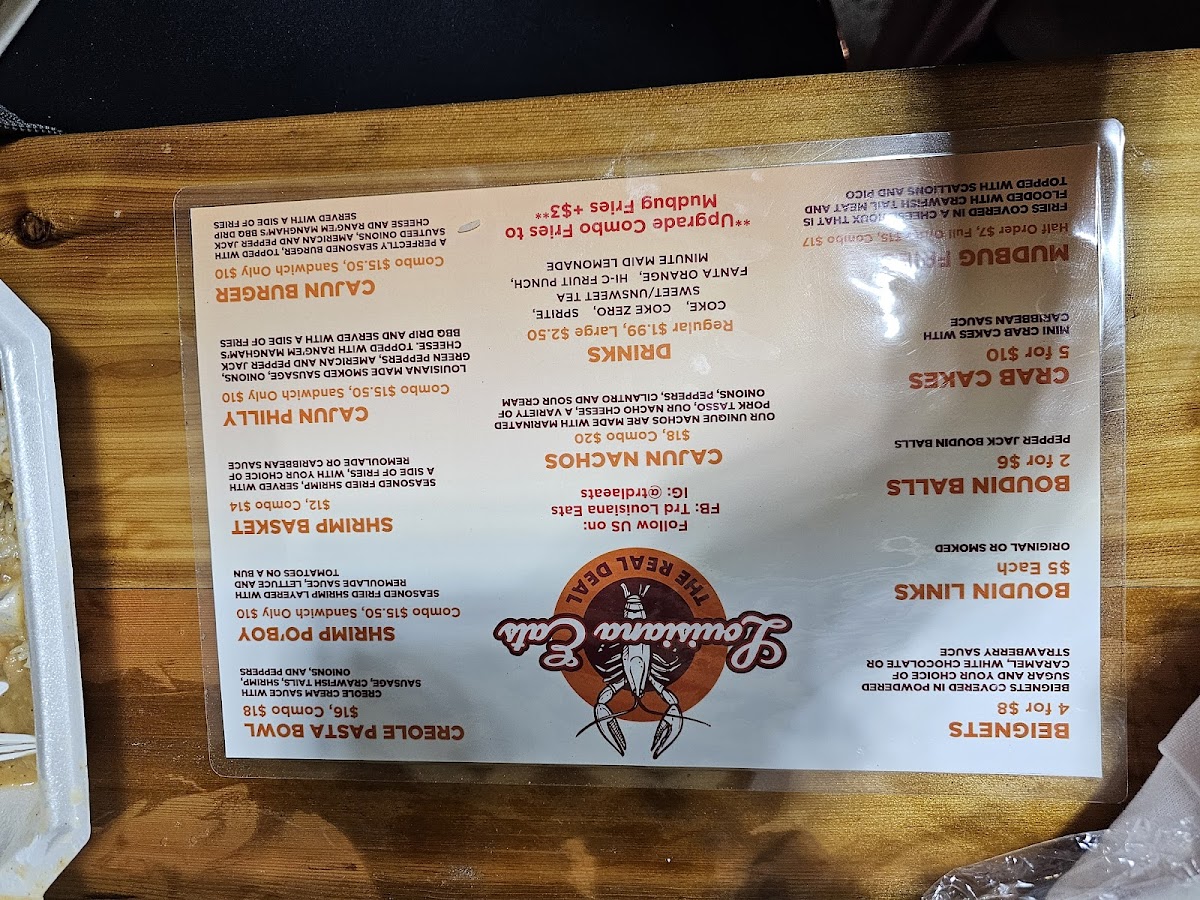 BEIGNETS
4 for $8
BEIGNETS COVERED IN POWDERED
SUGAR AND YOUR CHOICE OF
CARAMEL, WHITE CHOCOLATE OR
STRAWBERRY SAUCE
BOUDIN LINKS
$5 Each
ORIGINAL OR SMOKED
BOUDIN BALLS
2 for $6
PEPPER JACK BOUDIN BALLS
CRAB CAKES
5 for $10
MINI CRAB CAKES WITH
CARIBBEAN SAUCE
MUDBUG FRIES
Half Order $7, Full Order $15, Combo $17
FRIES COVERED IN A CHEESY ROUX THAT IS
FLOODED WITH CRAWFISH TAIL MEAT AND
TOPPED WITH SCALLIONS AND PICO
Louisiana Eats
THE REAL DEAL
Follow US on:
FB: Trd Louisiana Eats
IG: @trdlaeats
CAJUN NACHOS
$18, Combo $20
OUR UNIQUE NACHOS ARE MADE WITH MARINATED
PORK TASSO, OUR NACHO CHEESE, A VARIETY OF
ONIONS, PEPPERS, CILANTRO AND SOUR CREAM
DRINKS
Regular $1.99, Large $2.50
COKE, COKE ZERO, SPRITE,
SWEET/UNSWEET TEA
FANTA ORANGE, HI-C FRUIT PUNCH,
MINUTE MAID LEMONADE
**Upgrade Combo Fries to
Mudbug Fries +$3**
CREOLE PASTA BOWL
$16, Combo $18
CREOLE CREAM SAUCE WITH
SAUSAGE, CRAWFISH TAILS, SHRIMP,
ONIONS, AND PEPPERS
SHRIMP PO'BOY
Combo $15.50, Sandwich Only $10
SEASONED FRIED SHRIMP LAYERED WITH
REMOULADE SAUCE, LETTUCE AND
TOMATOES ON A BUN
SHRIMP BASKET
$12, Combo $14
SEASONED FRIED SHRIMP, SERVED WITH
A SIDE OF FRIES, WITH YOUR CHOICE OF
REMOULADE OR CARIBBEAN SAUCE
CAJUN PHILLY
Combo $15.50, Sandwich Only $10
LOUISIANA MADE SMOKED SAUSAGE, ONIONS,
GREEN PEPPERS, AMERICAN AND PEPPER JACK
CHEESE. TOPPED WITH RANG'EM MANCHAM'S
BBQ DRIP AND SERVED WITH A SIDE OF FRIES
CAJUN BURGER
Combo $15.50, Sandwich Only $10
A PERFECTLY SEASONED BURGER, TOPPED WITH
SAUTEED ONIONS, AMERICAN AND PEPPER JACK
CHEESE AND RANG'EM MANCHAM'S BBQ DRIP
SERVED WITH A SIDE OF FRIES